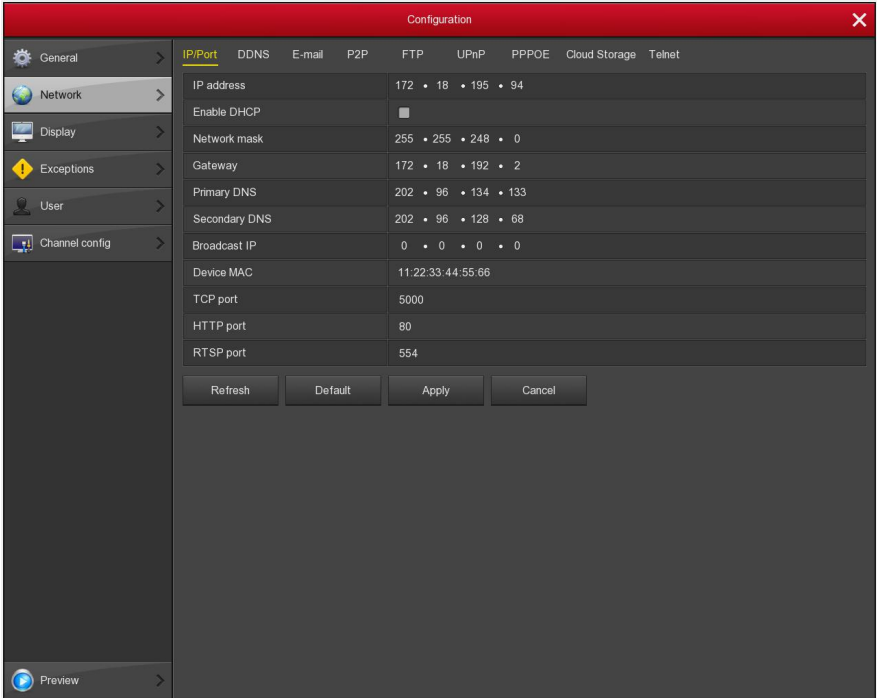 Configuration
General
Network
Display
Exceptions
User
Channel config
Preview
IP/Port DDNS E-mail P2P FTP UPnP PPPOE Cloud Storage Telnet
IP address 172 • 18 • 195 • 94
Enable DHCP
Network mask 255 • 255 • 248 • 0
Gateway 172 • 18 • 192 • 2
Primary DNS 202 • 96 • 134 • 133
Secondary DNS 202 • 96 • 128 • 68
Broadcast IP 0 • 0 • 0 • 0
Device MAC 11:22:33:44:55:66
TCP port 5000
HTTP port 80
RTSP port 554
Refresh Default Apply Cancel